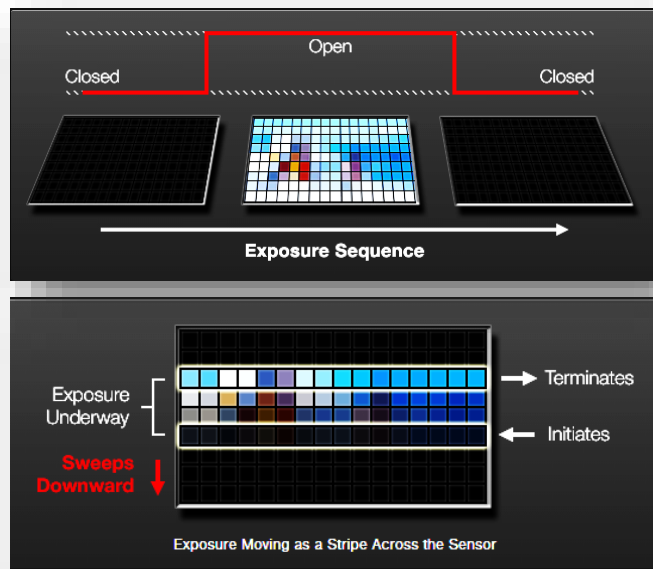 Open
Closed
Closed
Exposure Sequence
Terminates
Exposure
Underway
Initiates
Sweeps
Downward
Exposure Moving as a Stripe Across the Sensor